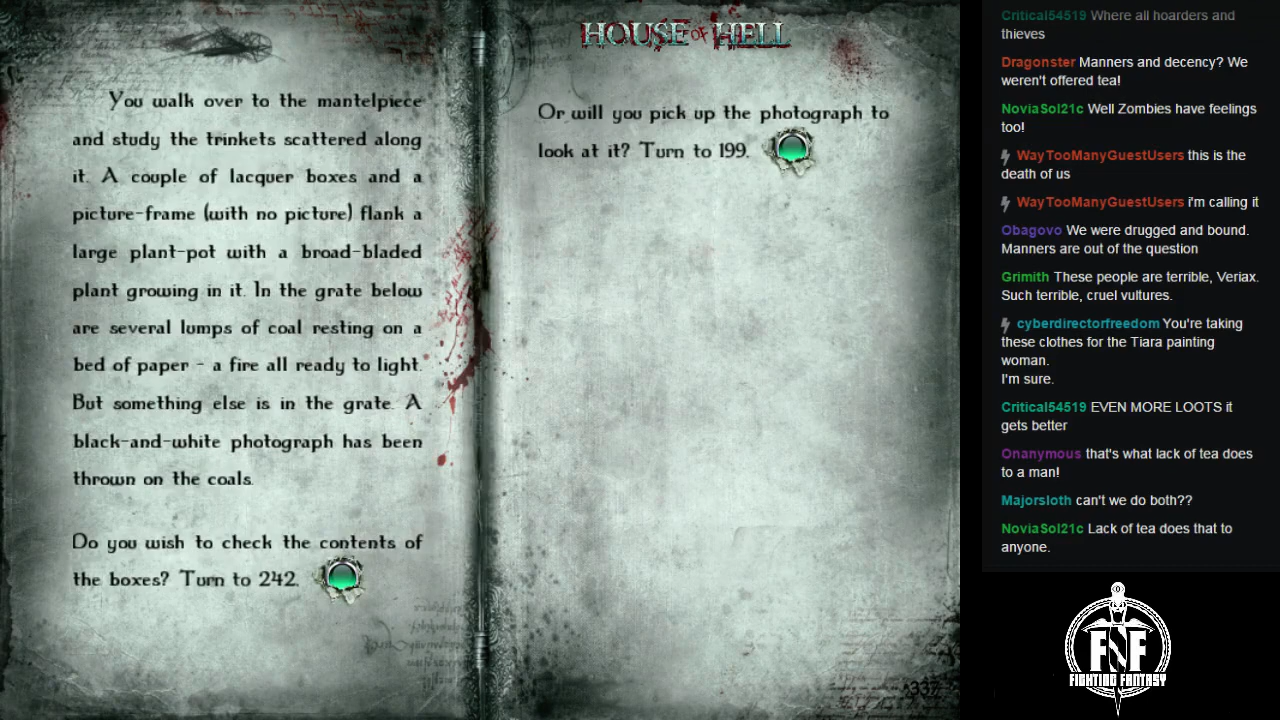 HOUSE OF HELL
You walk over to the mantelpiece
and study the trinkets scattered along
it. A couple of lacquer boxes and a
picture-frame (with no picture) flank a
large plant-pot with a broad-bladed
plant growing in it. In the grate below
are several lumps of coal resting on a
bed of paper - a fire all ready to light.
But something else is in the grate. A
black-and-white photograph has been
thrown on the coals.
Do you wish to check the contents of
the boxes? Turn to 242.
Or will you pick up the photograph to
look at it? Turn to 199.
337
Critical54519 Where all hoarders and
thieves
Dragonster Manners and decency? We
weren't offered tea!
NoviaSol21c Well Zombies have feelings
too!
WayTooManyGuestUsers this is the
death of us
WayTooManyGuestUsers i'm calling it
Obagovo We were drugged and bound.
Manners are out of the question
Grimith These people are terrible, Veriax.
Such terrible, cruel vultures.
cyberdirectorfreedom You're taking
these clothes for the Tiara painting
woman.
I'm sure.
Critical54519 EVEN MORE LOOTS it
gets better
Onanymous that's what lack of tea does
to a man!
Majorsloth can't we do both??
NoviaSol21c Lack of tea does that to
anyone.
FF
FIGHTING FANTASY